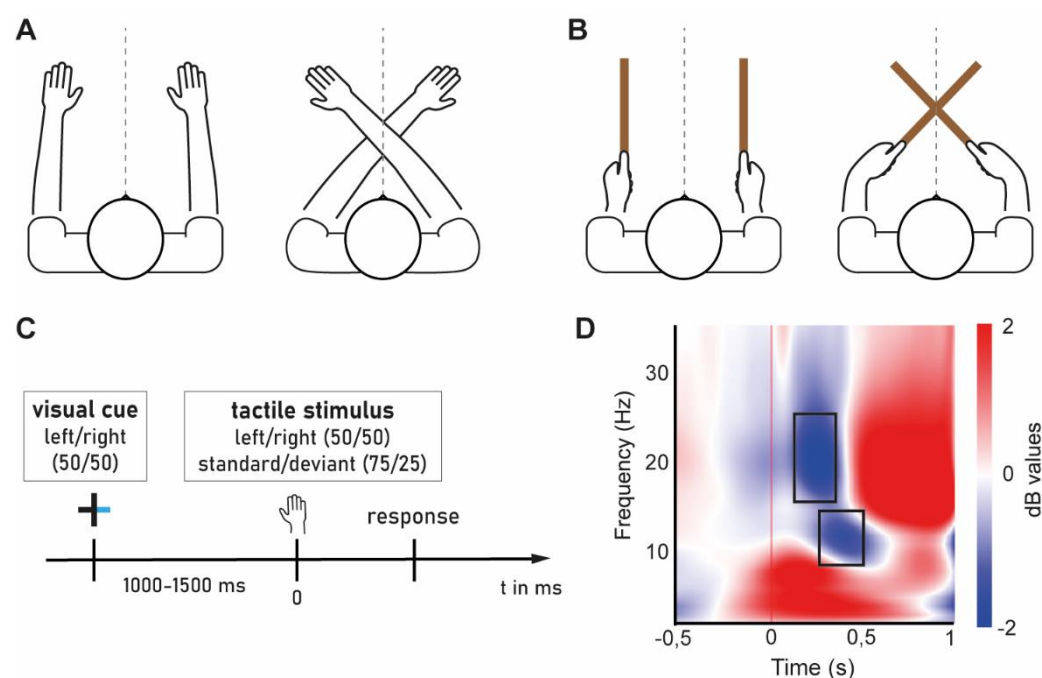 A
B
C
visual cue
left/right
(50/50)
tactile stimulus
left/right (50/50)
standard/deviant (75/25)
response
1000-1500 ms
0
t in ms
D
Frequency (Hz)
30
20
10
-0,5
0
0,5
1
Time (s)
2
0
-2
dB values